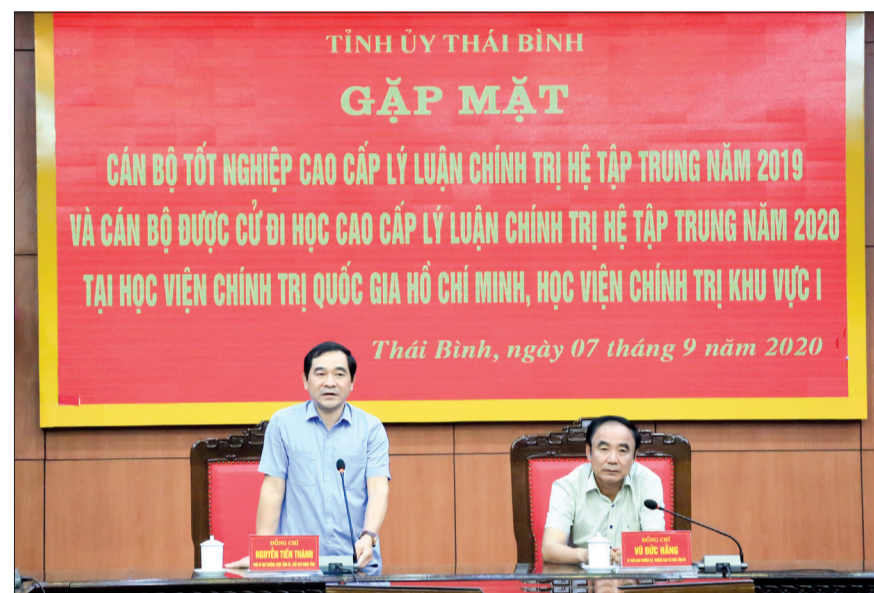 TỈNH ỦY THÁI BÌNH
GẶP MẶT
CÁN BỘ TỐT NGHIỆP CAO CẤP LÝ LUẬN CHÍNH TRỊ HỆ TẬP TRUNG NĂM 2019
VÀ CÁN BỘ ĐƯỢC CỬ ĐI HỌC CAO CẤP LÝ LUẬN CHÍNH TRỊ HỆ TẬP TRUNG NĂM 2020
TẠI HỌC VIỆN CHÍNH TRỊ QUỐC GIA HỒ CHÍ MINH, HỌC VIỆN CHÍNH TRỊ KHU VỰC I
Thái Bình, ngày 07 tháng 9 năm 2020
ĐỒNG CHÍ
NGUYỄN TIẾN THÀNH
ĐỒNG CHÍ
VŨ ĐỨC HẰNG